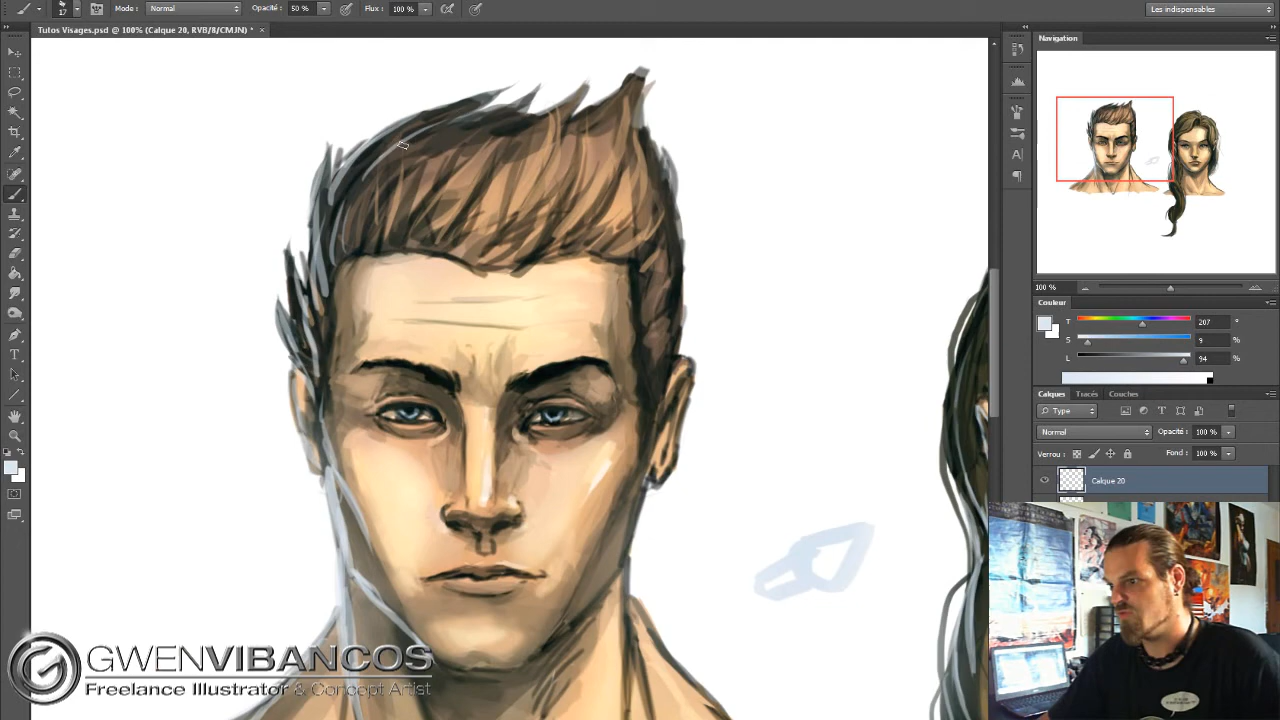 17 Mode : Normal Opacité : 50 % Flux : 100 % Les indispensables
Tutos Visages.psd @ 100% (Calque 20, RVB/8/CMJN) *
Navigation
100 %
Couleur
T 207 °
S 9 %
L 94 %
Calques Tracés Couches
Type
Normal Opacité : 100 %
Verrou : Fond : 100 %
Calque 20
GWENVIBANCOS
Freelance Illustrator & Concept Artist